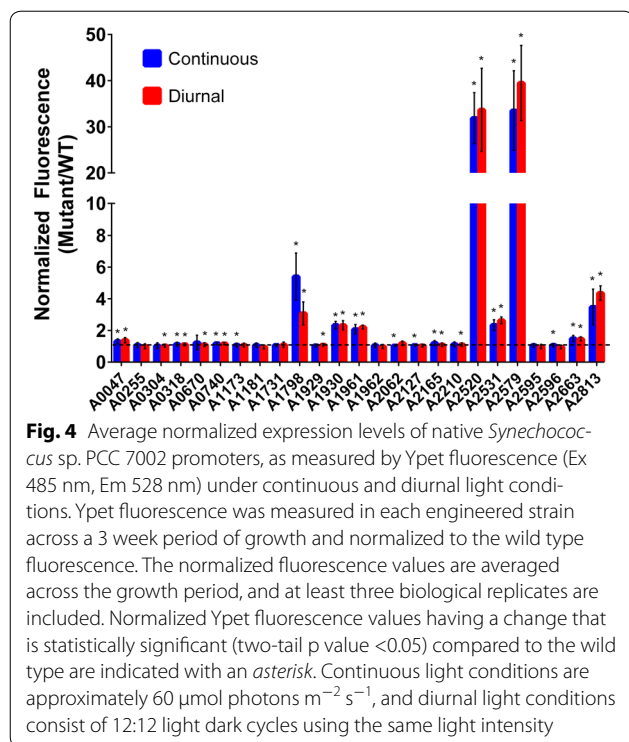 50
40
30
20
10
8
6
4
2
0
Normalized Fluorescence
(Mutant/WT)
Continuous
Diurnal
* * * * * * * * * * * * * * * * * * * * * * * * * * * * * * * * * * *
A0047
A0255
A0304
A0318
A0670
A0740
A1173
A1181
A1731
A1798
A1929
A1930
A1961
A1962
A2062
A2127
A2165
A2210
A2520
A2531
A2579
A2595
A2596
A2663
A2813
Fig. 4 Average normalized expression levels of native Synechococ-
cus sp. PCC 7002 promoters, as measured by Ypet fluorescence (Ex
485 nm, Em 528 nm) under continuous and diurnal light condi-
tions. Ypet fluorescence was measured in each engineered strain
across a 3 week period of growth and normalized to the wild type
fluorescence. The normalized fluorescence values are averaged
across the growth period, and at least three biological replicates are
included. Normalized Ypet fluorescence values having a change that
is statistically significant (two-tail p value <0.05) compared to the wild
type are indicated with an asterisk. Continuous light conditions are
approximately 60 μmol photons m⁻² s⁻¹, and diurnal light conditions
consist of 12:12 light dark cycles using the same light intensity